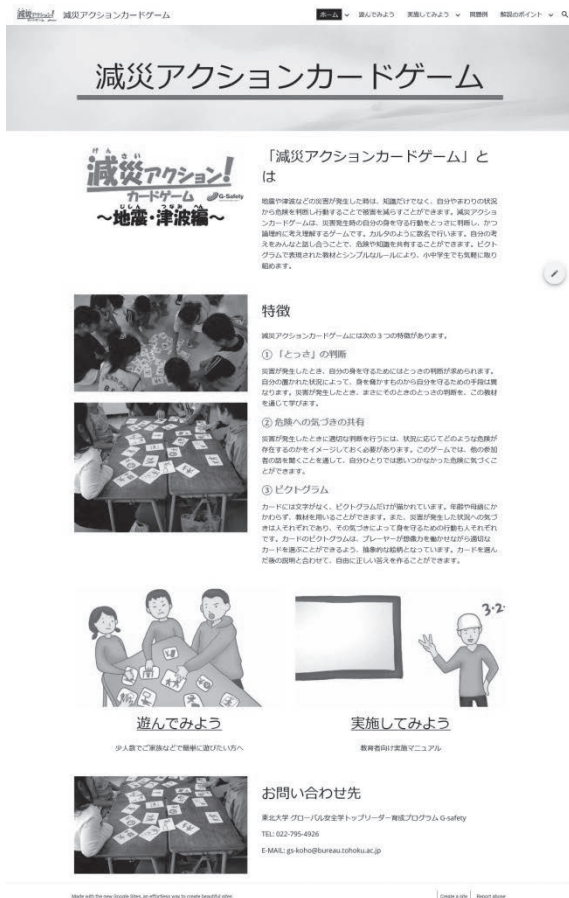 減災アクションカードゲーム
ホーム
遊んでみよう
実施してみよう
問題例
解説のポイント
減災アクションカードゲーム
げんさい
減災アクション!
カードゲーム
G-Safety
じしん つなみ へん
～地震・津波編～
「減災アクションカードゲーム」と
は
地震や津波などの災害が発生した時は、知識だけでなく、自分やまわりの状況
から危険を判断し行動することで被害を減らすことができます。減災アクショ
ンカードゲームは、災害発生時の自分の身を守る行動をとっさに判断し、かつ
論理的に考え理解するゲームです。カルタのように数名で行います。自分の考
えをみんなと話し合うことで、危険や知識を共有することができます。ピクト
グラムで表現された教材とシンプルなルールにより、小中学生でも気軽に取り
組めます。
特徴
減災アクションカードゲームには次の３つの特徴があります。
① 「とっさ」の判断
災害が発生したとき、自分の身を守るためにはとっさの判断が求められます。
自分の置かれた状況によって、身を脅かすものから自分を守るための手段は異
なります。災害が発生したとき、まさにそのときのとっさの判断を、この教材
を通じて学びます。
② 危険への気づきの共有
災害が発生したときに適切な判断を行うには、状況に応じてどのような危険が
存在するのかをイメージしておく必要があります。このゲームでは、他の参加
者の話を聞くことを通して、自分ひとりでは思いつかなかった危険に気づくこ
とができます。
③ ピクトグラム
カードには文字がなく、ピクトグラムだけが描かれています。年齢や母語にか
かわらず、教材を用いることができます。また、災害が発生した状況への気づ
きは人それぞれであり、その気づきによって身を守るための行動も人それぞれ
です。カードのピクトグラムは、プレーヤーが想像力を働かせながら適切な
カードを選ぶことができるよう、抽象的な絵柄となっています。カードを選ん
だ後の説明と合わせて、自由に正しい答えを作ることができます。
3・2・
遊んでみよう
少人数でご家族などで簡単に遊びたい方へ
実施してみよう
教育者向け実施マニュアル
お問い合わせ先
東北大学 グローバル安全学トップリーダー育成プログラム G-safety
TEL: 022-795-4926
E-MAIL: gs-koho@bureau.tohoku.ac.jp
Made with the new Google Sites, an effortless way to create beautiful sites.
Create a site
Report abuse